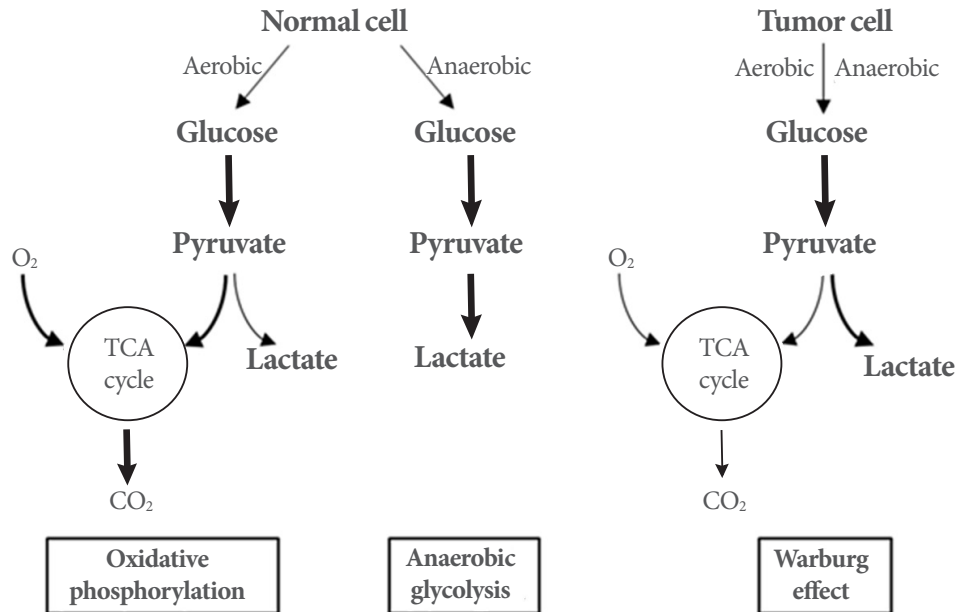 Normal cell
Aerobic
Anaerobic
Glucose
Glucose
Pyruvate
Pyruvate
O₂
TCA
cycle
Lactate
Lactate
CO₂
Oxidative
phosphorylation
Anaerobic
glycolysis
Tumor cell
Aerobic
Anaerobic
Glucose
Pyruvate
O₂
TCA
cycle
Lactate
CO₂
Warburg
effect